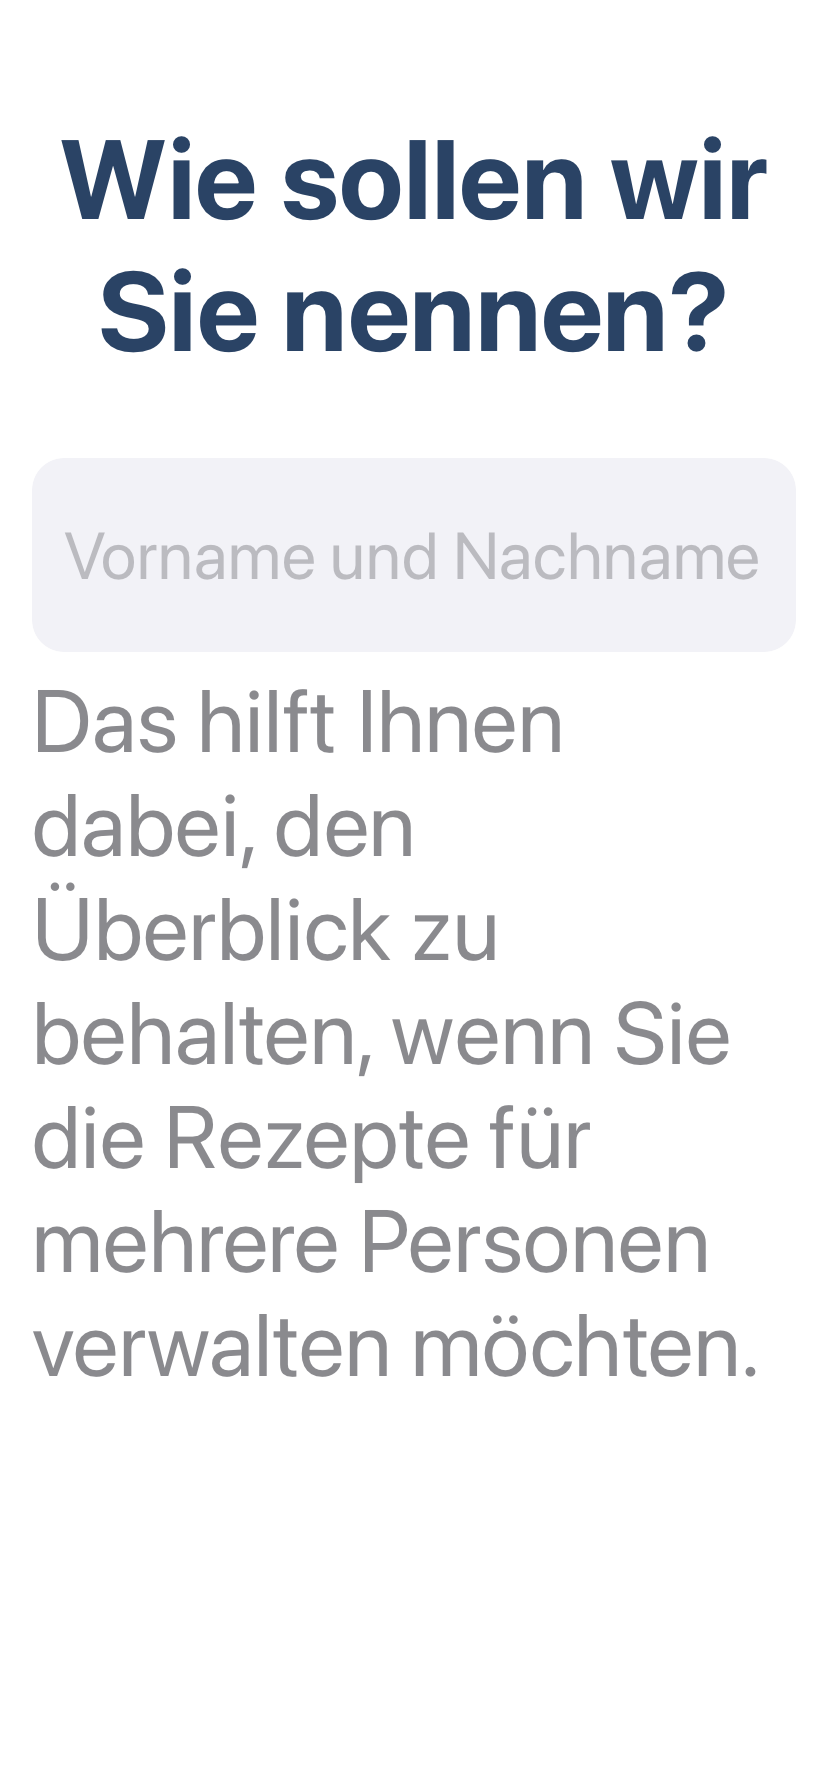 Wie sollen wir
Sie nennen?
Vorname und Nachname
Das hilft Ihnen
dabei, den
Überblick zu
behalten, wenn Sie
die Rezepte für
mehrere Personen
verwalten möchten.